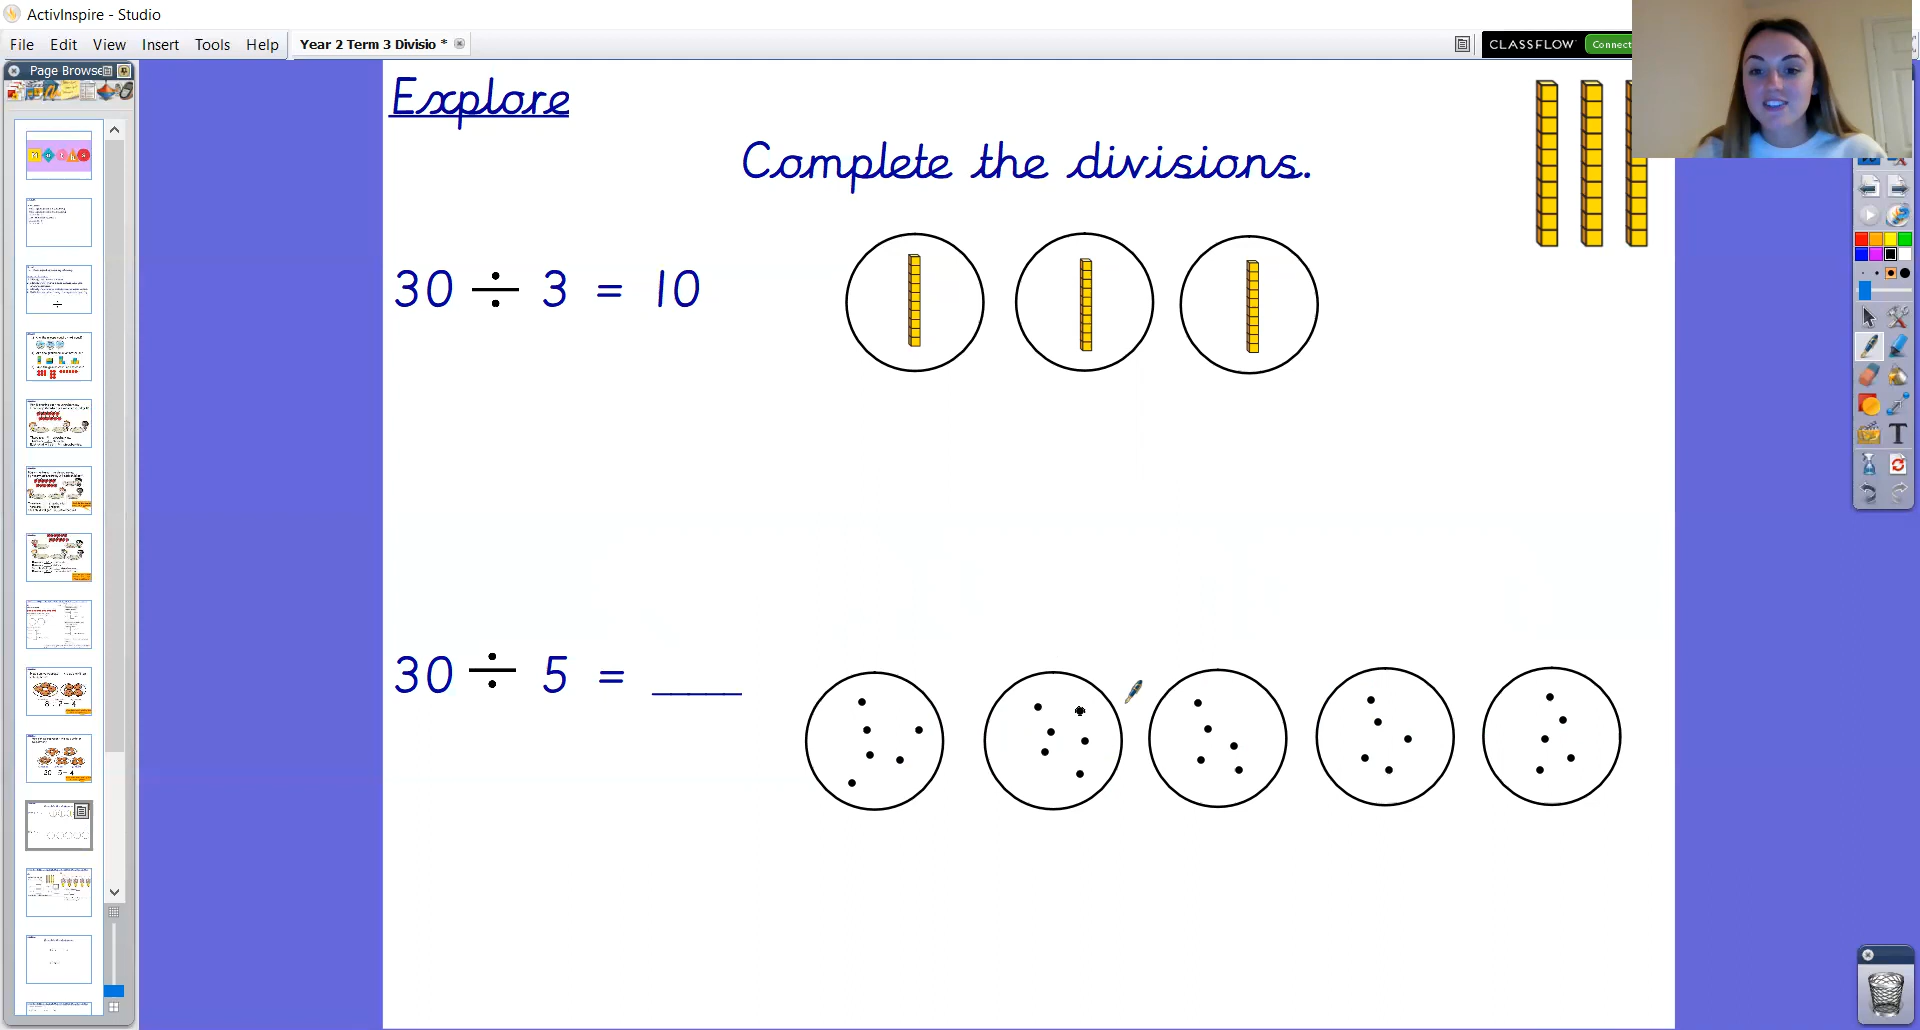 ActivInspire - Studio
File Edit View Insert Tools Help
Year 2 Term 3 Divisio *
CLASSFLOW Connect
Page Browse
Explore
Complete the divisions.
30 ÷ 3 = 10
30 ÷ 5 = ____